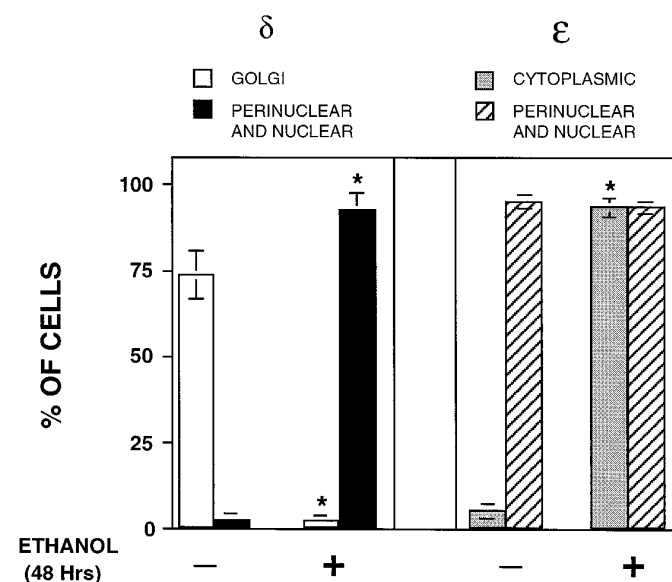 δ
ε
GOLGI
PERINUCLEAR
AND NUCLEAR
CYTOPLASMIC
PERINUCLEAR
AND NUCLEAR
% OF CELLS
100
75
50
25
0
*
*
*
ETHANOL
(48 Hrs)
− + − +